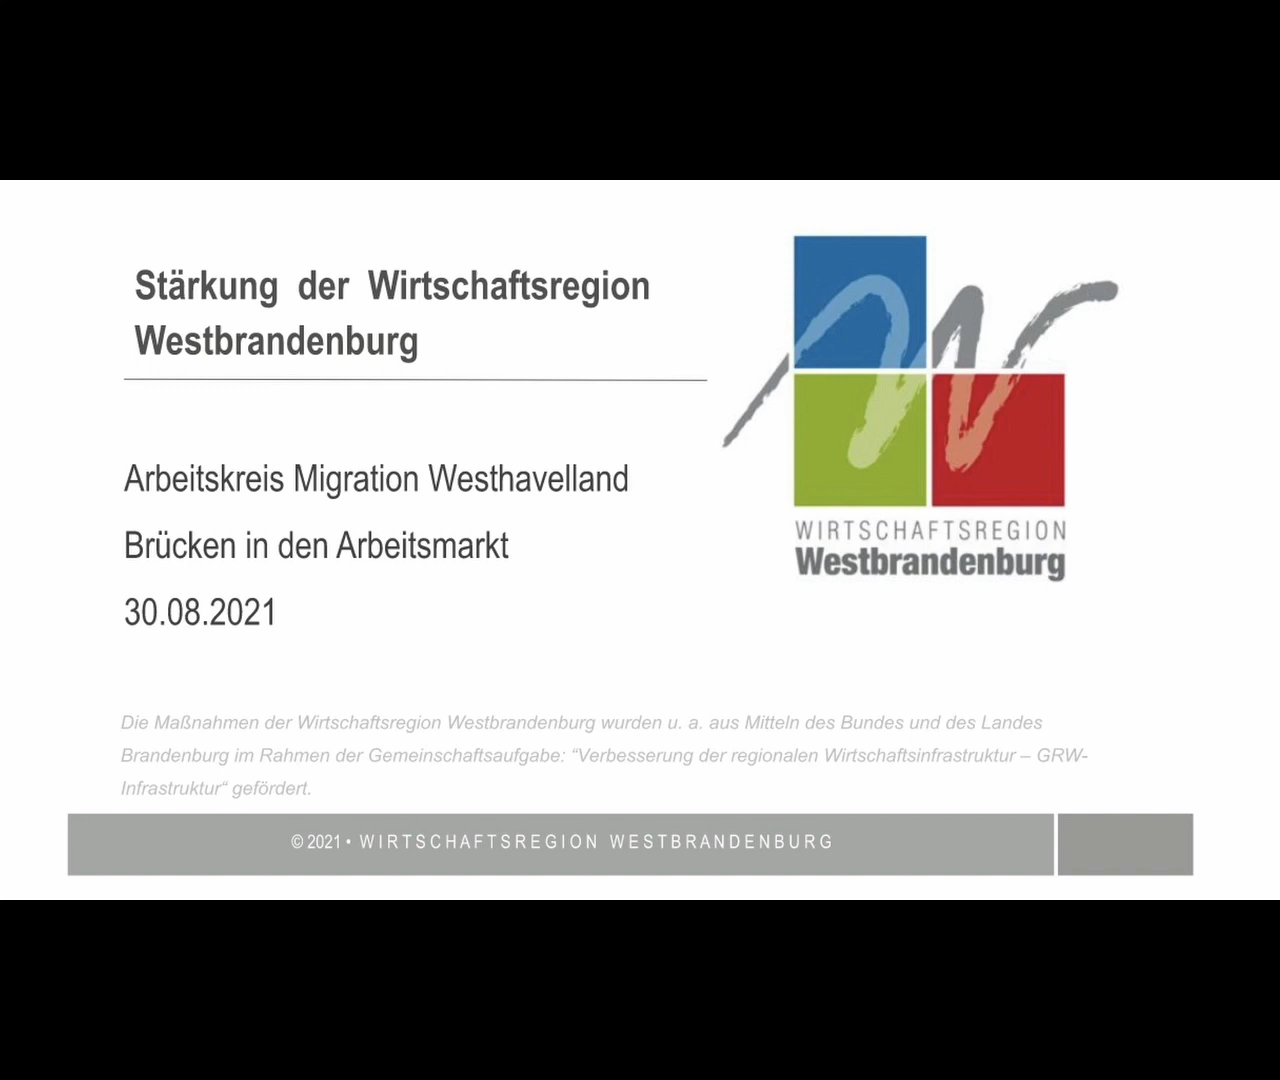 Stärkung der Wirtschaftsregion
Westbrandenburg
Arbeitskreis Migration Westhavelland
Brücken in den Arbeitsmarkt
30.08.2021
WIRTSCHAFTSREGION
Westbrandenburg
Die Maßnahmen der Wirtschaftsregion Westbrandenburg wurden u. a. aus Mitteln des Bundes und des Landes
Brandenburg im Rahmen der Gemeinschaftsaufgabe: “Verbesserung der regionalen Wirtschaftsinfrastruktur – GRW-
Infrastruktur“ gefördert.
© 2021 • WIRTSCHAFTSREGION WESTBRANDENBURG